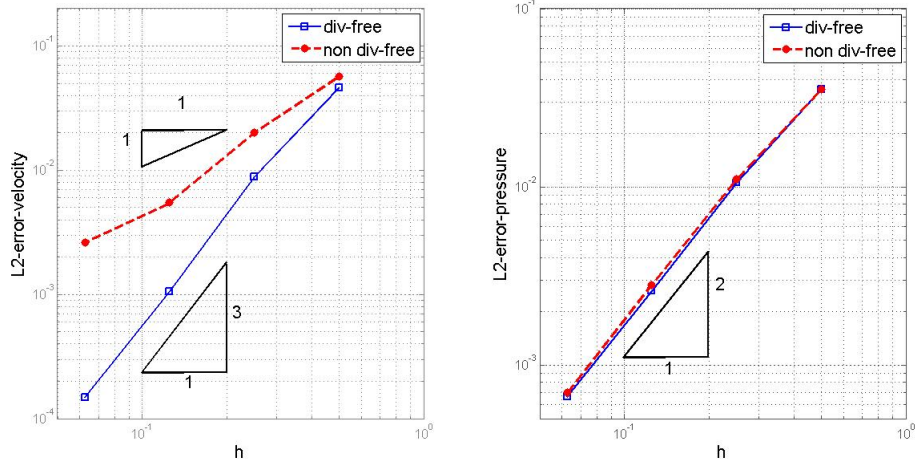 div-free
non div-free
10^-1
10^-2
10^-3
10^-4
L2-error-velocity
1
1
3
1
10^-1
10^0
h
div-free
non div-free
10^-1
10^-2
10^-3
L2-error-pressure
2
1
10^-1
10^0
h